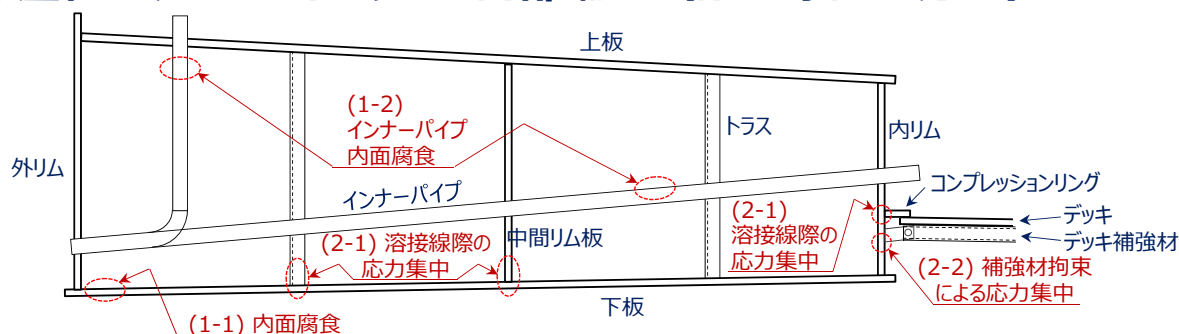 上板
(1-2)
インナーパイプ
内面腐食
トラス
内リム
外リム
インナーパイプ
コンプレッションリング
(2-1)
溶接線際の
応力集中
デッキ
デッキ補強材
(2-1) 溶接線際の
応力集中
中間リム板
(2-2) 補強材拘束
による応力集中
下板
(1-1) 内面腐食